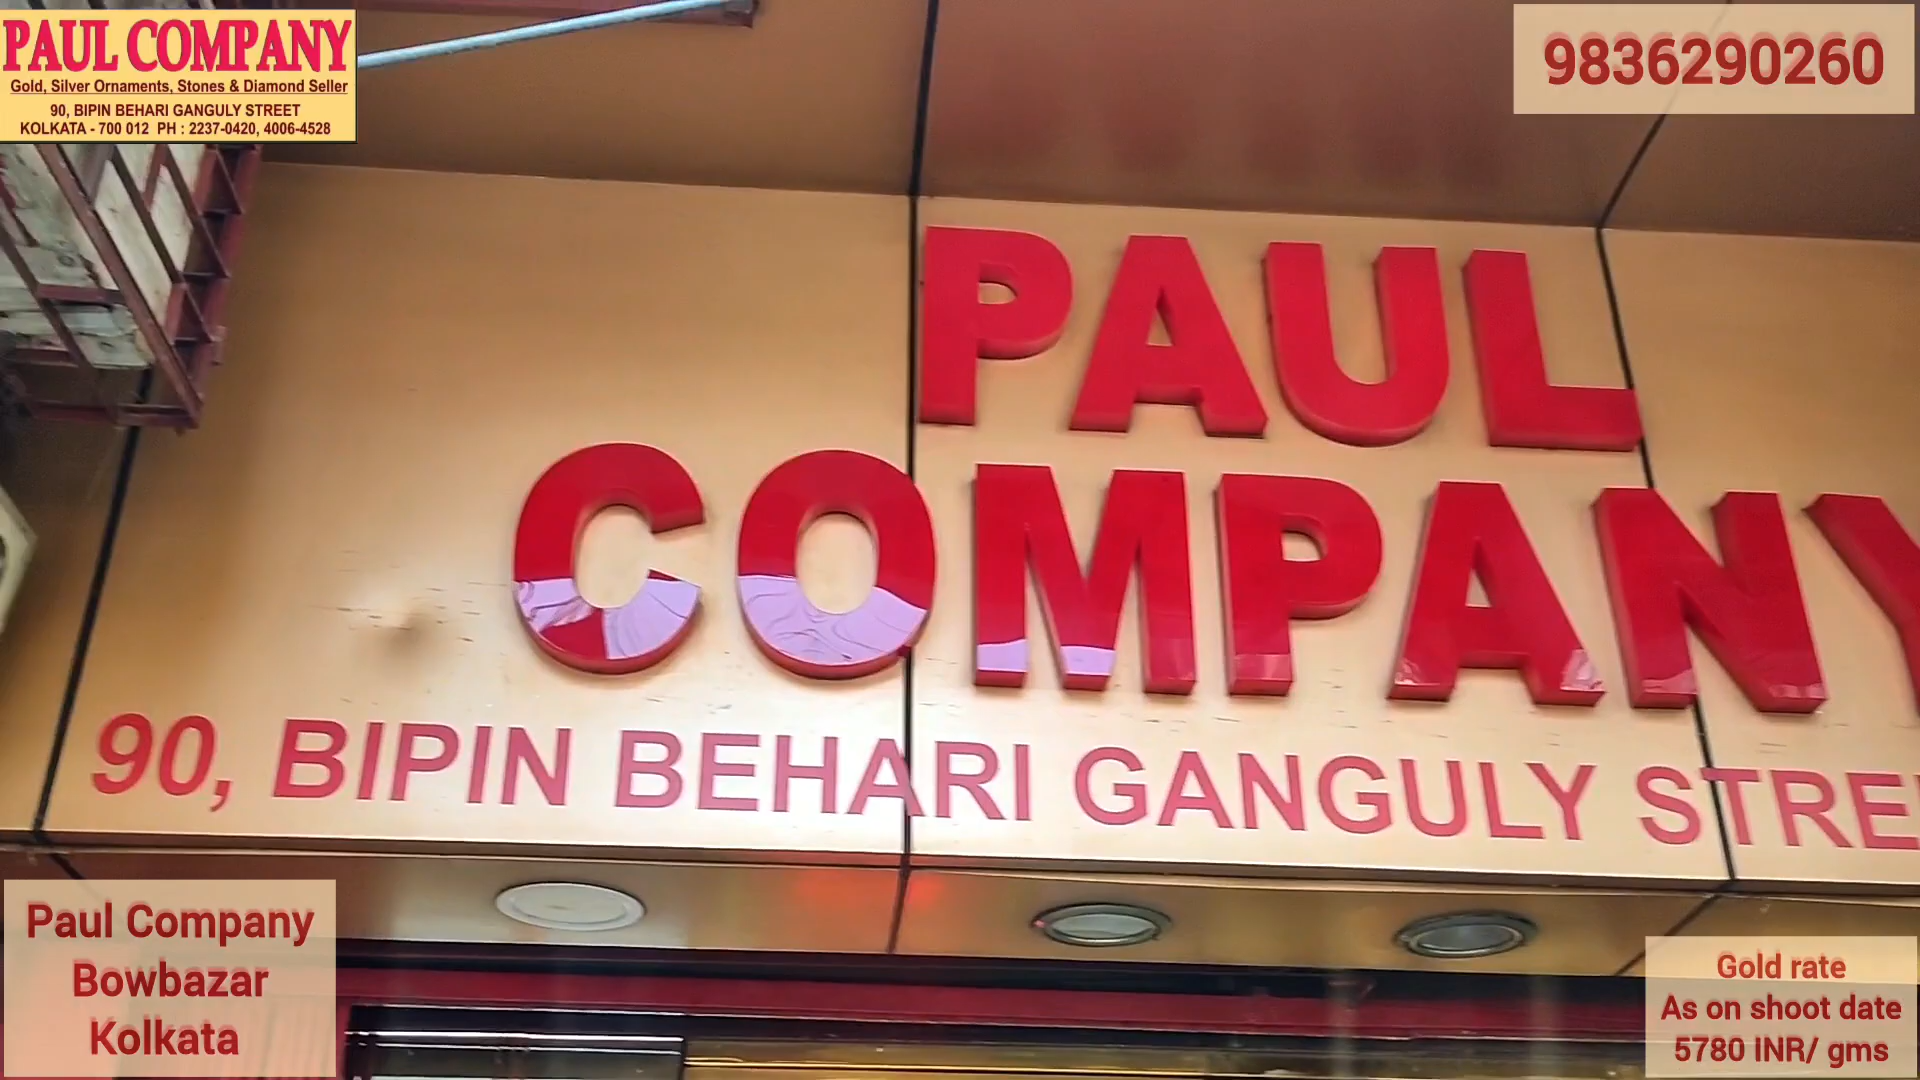 PAUL COMPANY
Gold, Silver Ornaments, Stones & Diamond Seller
90, BIPIN BEHARI GANGULY STREET
KOLKATA - 700 012 PH : 2237-0420, 4006-4528
9836290260
PAUL
COMPANY
90, BIPIN BEHARI GANGULY STREE
Paul Company
Bowbazar
Kolkata
Gold rate
As on shoot date
5780 INR/ gms